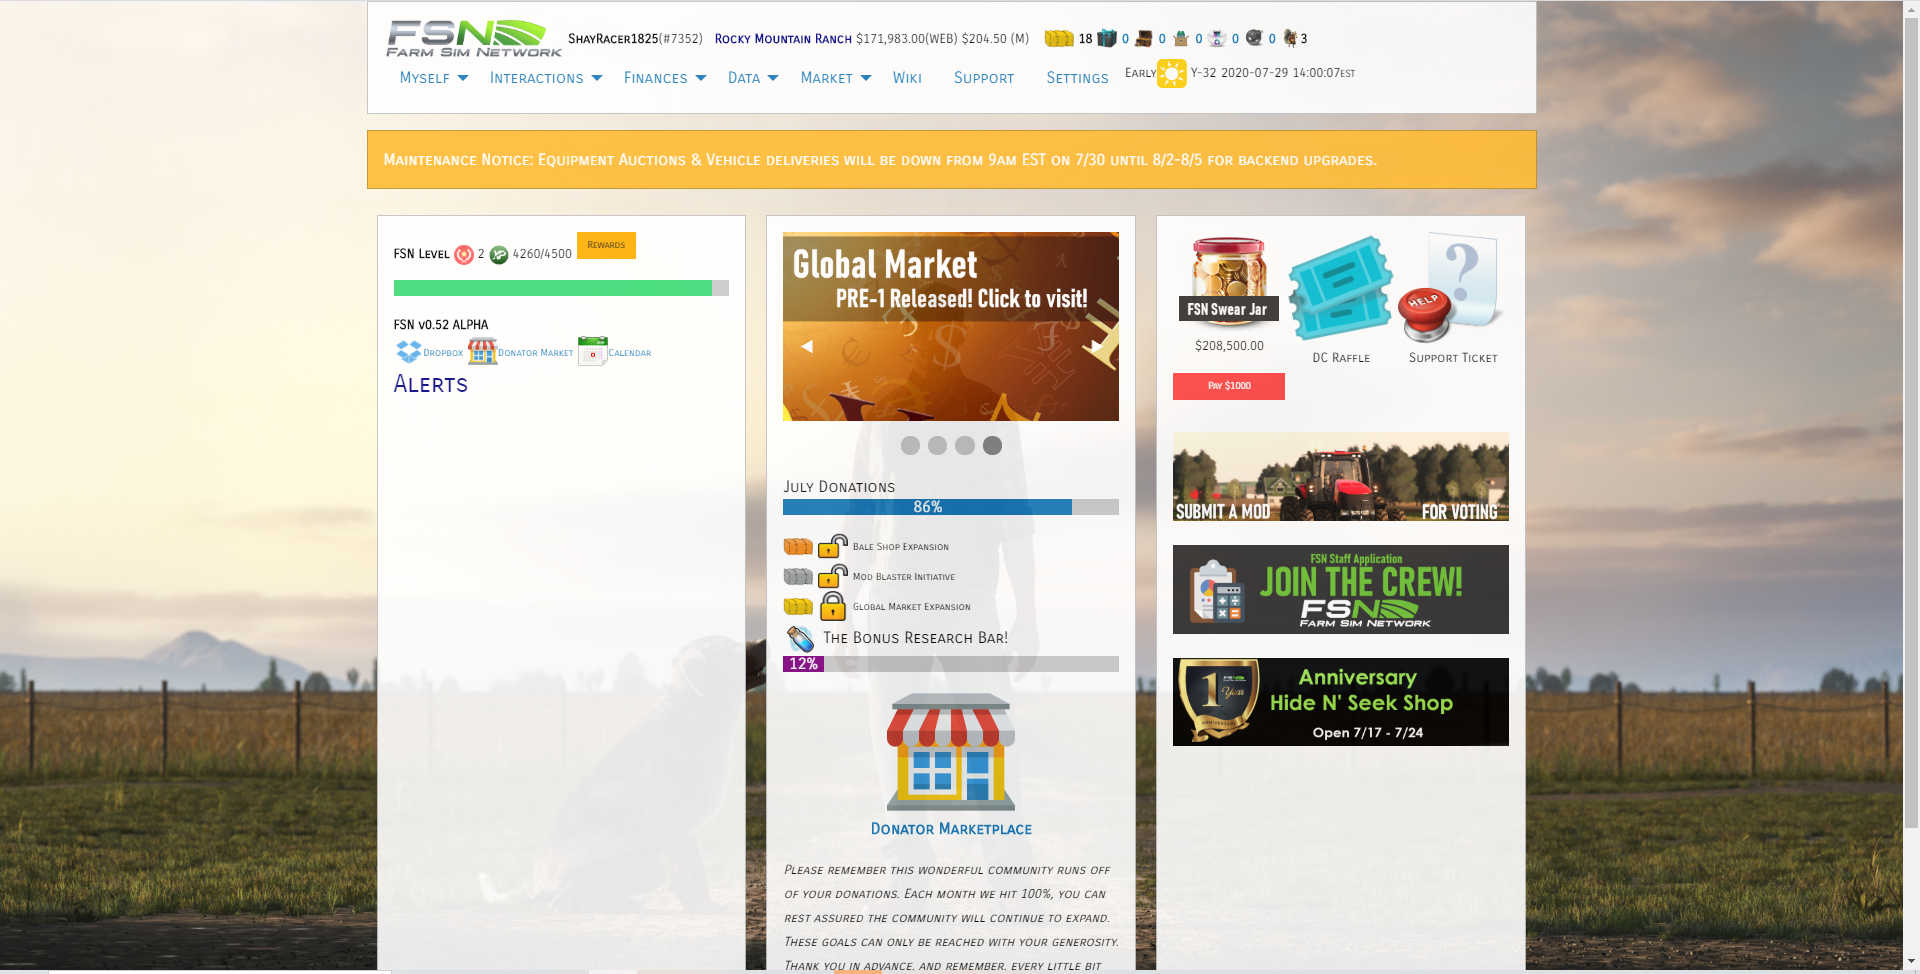 FSN
Farm Sim Network
ShayRacer1825(#7352) Rocky Mountain Ranch $171,983.00(WEB) $204.50 (M) 18 0 0 0 0 0 3
Myself Interactions Finances Data Market Wiki Support Settings Early Y-32 2020-07-29 14:00:07EST
Maintenance Notice: Equipment Auctions & Vehicle deliveries will be down from 9am EST on 7/30 until 8/2-8/5 for backend upgrades.
FSN Level 2 XP 4260/4500 Rewards
FSN v0.52 ALPHA
Dropbox Donator Market Calendar
Alerts
Global Market
PRE-1 Released! Click to visit!
July Donations
86%
Bale Shop Expansion
Mod Blaster Initiative
Global Market Expansion
The Bonus Research Bar!
12%
Donator Marketplace
Please remember this wonderful community runs off
of your donations. Each month we hit 100%, you can
rest assured the community will continue to expand.
These goals can only be reached with your generosity.
Thank you in advance, and remember, every little bit
FSN Swear Jar
$208,500.00
Pay $1000
DC Raffle
?
HELP
Support Ticket
SUBMIT A MOD FOR VOTING
FSN Staff Application
JOIN THE CREW!
FSN
Farm Sim Network
1 Year
ANNIVERSARY
Anniversary
Hide N' Seek Shop
Open 7/17 - 7/24